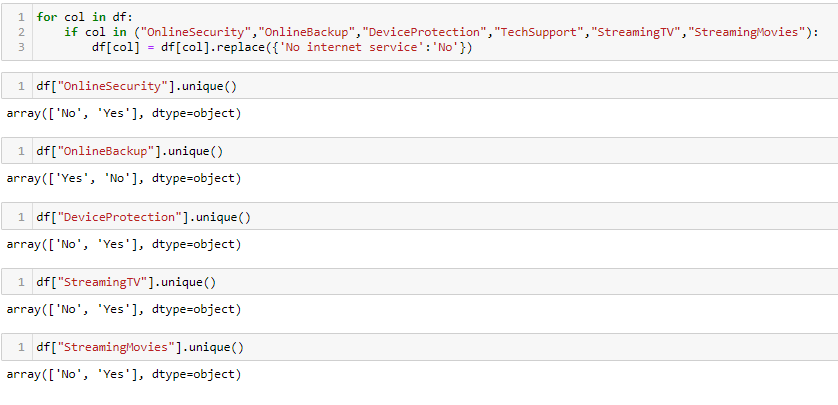 1 for col in df:
2     if col in ("OnlineSecurity","OnlineBackup","DeviceProtection","TechSupport","StreamingTV","StreamingMovies"):
3         df[col] = df[col].replace({'No internet service':'No'})
1 df["OnlineSecurity"].unique()
array(['No', 'Yes'], dtype=object)
1 df["OnlineBackup"].unique()
array(['Yes', 'No'], dtype=object)
1 df["DeviceProtection"].unique()
array(['No', 'Yes'], dtype=object)
1 df["StreamingTV"].unique()
array(['No', 'Yes'], dtype=object)
1 df["StreamingMovies"].unique()
array(['No', 'Yes'], dtype=object)